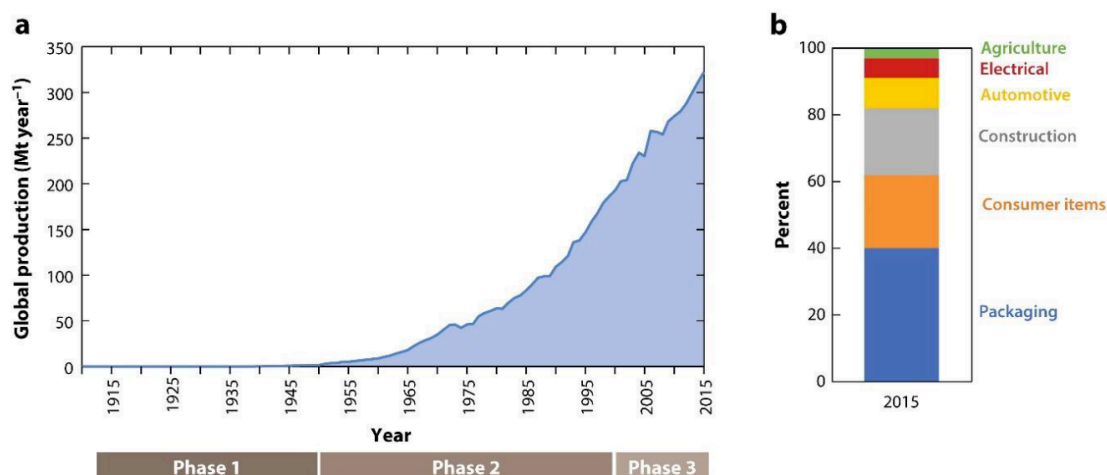 a
Global production (Mt year⁻¹)
350
300
250
200
150
100
50
0
1915
1925
1935
1945
1955
1965
1975
1985
1995
2005
2015
Year
Phase 1
Phase 2
Phase 3
b
Percent
100
80
60
40
20
0
2015
Agriculture
Electrical
Automotive
Construction
Consumer items
Packaging